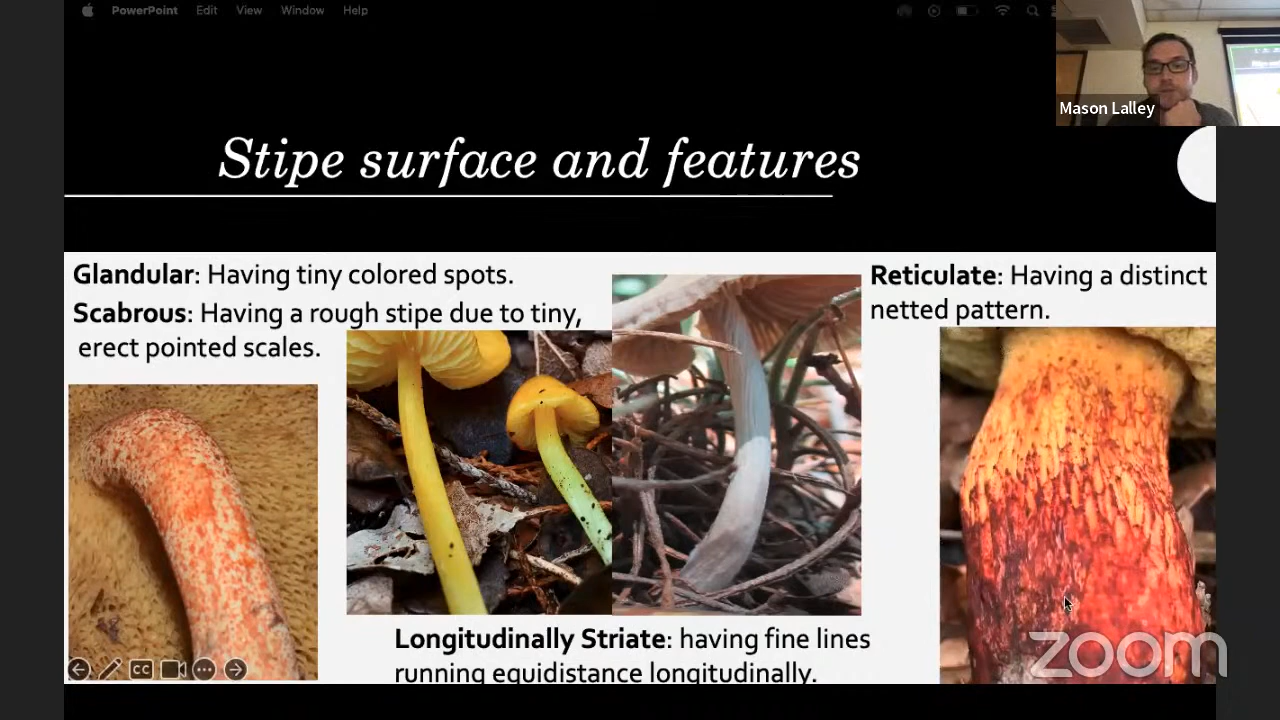 PowerPoint Edit View Window Help
Mason Lalley
Stipe surface and features
Glandular: Having tiny colored spots.
Scabrous: Having a rough stipe due to tiny,
erect pointed scales.
Reticulate: Having a distinct
netted pattern.
Longitudinally Striate: having fine lines
running equidistance longitudinally.
CC
zoom